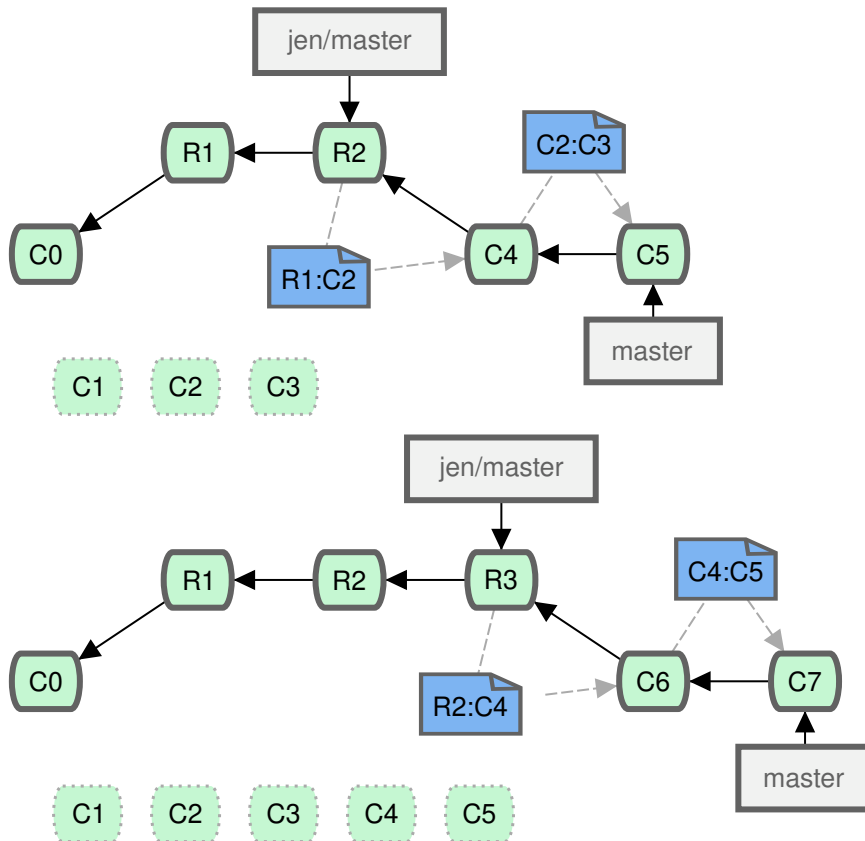 jen/master
R1
R2
C2:C3
C0
R1:C2
C4
C5
master
C1
C2
C3
jen/master
R1
R2
R3
C4:C5
C0
R2:C4
C6
C7
master
C1
C2
C3
C4
C5